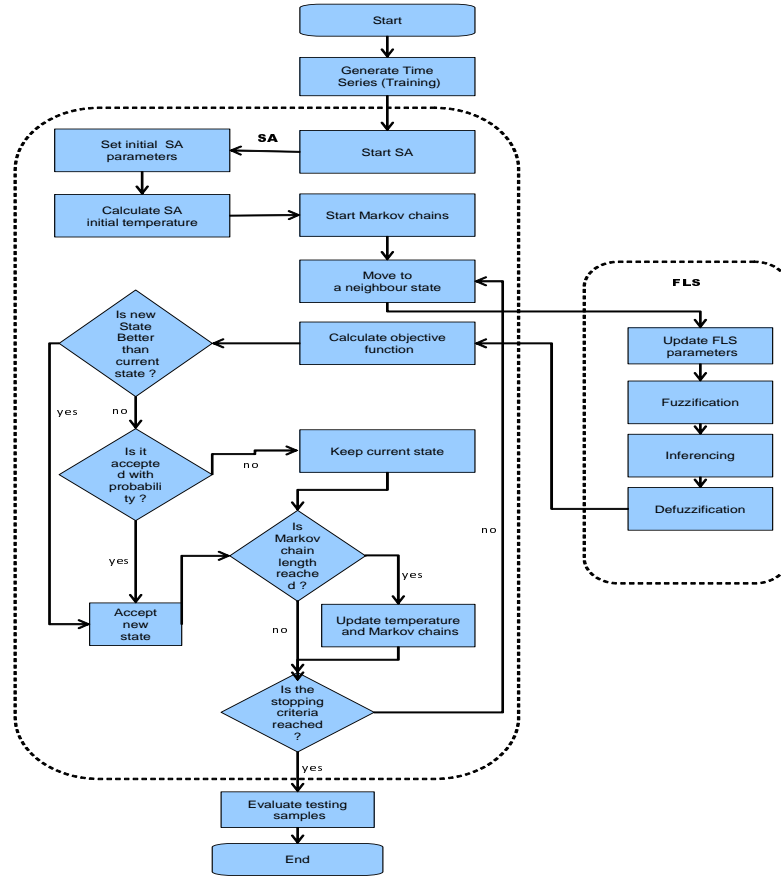 Start
Generate Time
Series (Training)
SA
Start SA
Set initial SA
parameters
Calculate SA
initial temperature
Start Markov chains
Move to
a neighbour state
FLS
Update FLS
parameters
Fuzzification
Inferencing
Defuzzification
Calculate objective
function
Is new
State
Better
than
current
state ?
yes
no
Is it
accepte
d with
probabili
ty ?
no
Keep current state
yes
Accept
new
state
Is
Markov
chain
length
reache
d ?
yes
no
Update temperature
and Markov chains
Is the
stopping
criteria
reached
?
no
yes
Evaluate testing
samples
End